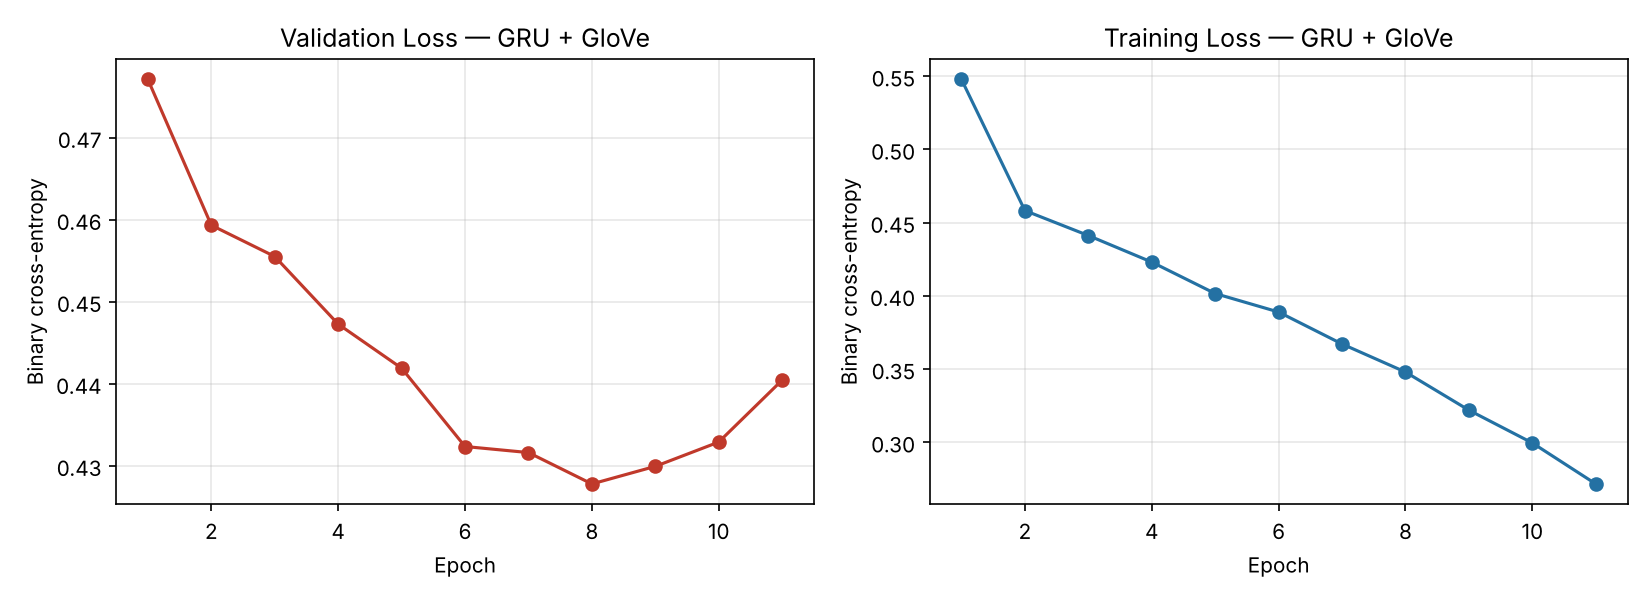 Validation Loss — GRU + GloVe
Binary cross-entropy
0.47
0.46
0.45
0.44
0.43
2 4 6 8 10
Epoch
Training Loss — GRU + GloVe
Binary cross-entropy
0.55
0.50
0.45
0.40
0.35
0.30
2 4 6 8 10
Epoch